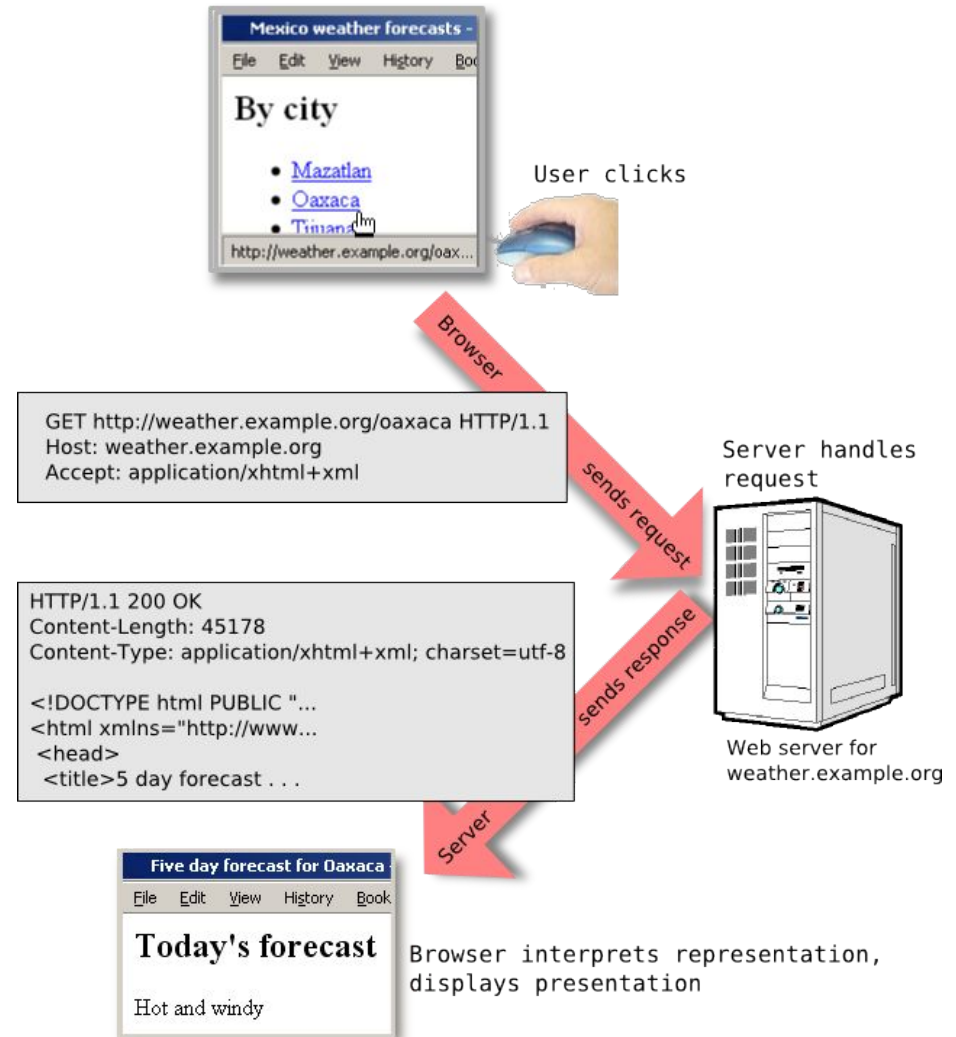 Mexico weather forecasts -
File Edit View History Boo
By city
• Mazatlan
• Oaxaca
• Tijuana
http://weather.example.org/oax...
User clicks
Browser
sends request
GET http://weather.example.org/oaxaca HTTP/1.1
Host: weather.example.org
Accept: application/xhtml+xml
Server handles
request
HTTP/1.1 200 OK
Content-Length: 45178
Content-Type: application/xhtml+xml; charset=utf-8
<!DOCTYPE html PUBLIC "...
<html xmlns="http://www...
<head>
<title>5 day forecast . . .
Server
sends response
Web server for
weather.example.org
Five day forecast for Oaxaca -
File Edit View History Book
Today's forecast
Hot and windy
Browser interprets representation,
displays presentation